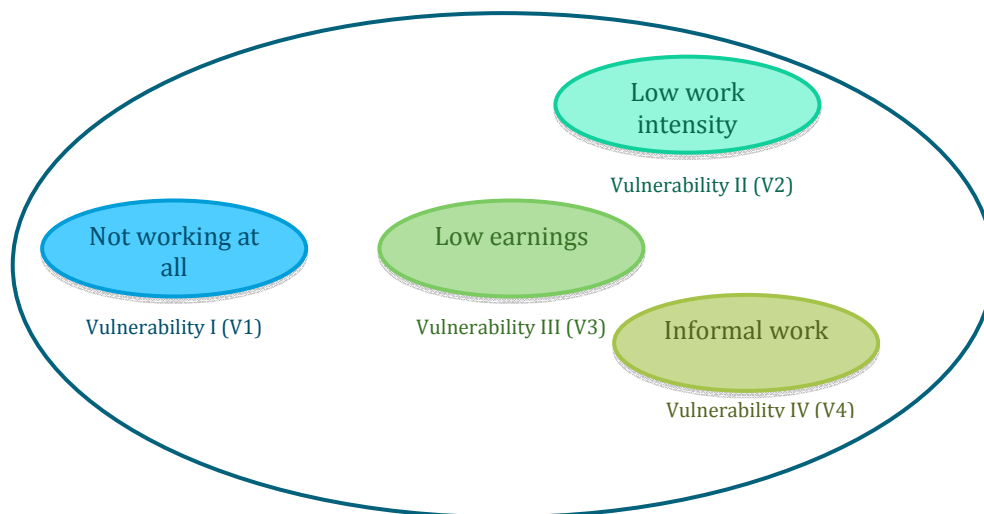 Low work
intensity
Vulnerability II (V2)
Not working at
all
Vulnerability I (V1)
Low earnings
Vulnerability III (V3)
Informal work
Vulnerability IV (V4)